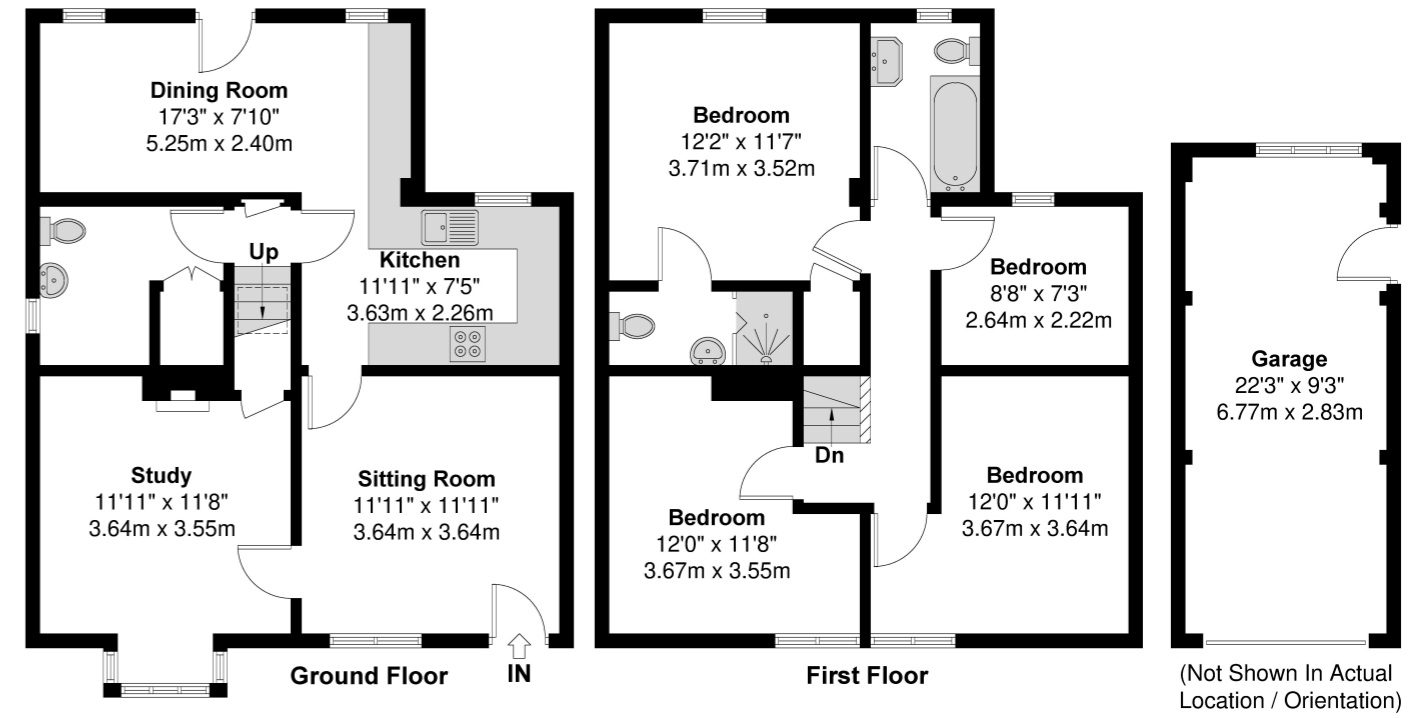 Dining Room
17'3" x 7'10"
5.25m x 2.40m
Up
Kitchen
11'11" x 7'5"
3.63m x 2.26m
Study
11'11" x 11'8"
3.64m x 3.55m
Sitting Room
11'11" x 11'11"
3.64m x 3.64m
Ground Floor
IN
Bedroom
12'2" x 11'7"
3.71m x 3.52m
Bedroom
8'8" x 7'3"
2.64m x 2.22m
Dn
Bedroom
12'0" x 11'8"
3.67m x 3.55m
Bedroom
12'0" x 11'11"
3.67m x 3.64m
First Floor
Garage
22'3" x 9'3"
6.77m x 2.83m
(Not Shown In Actual
Location / Orientation)